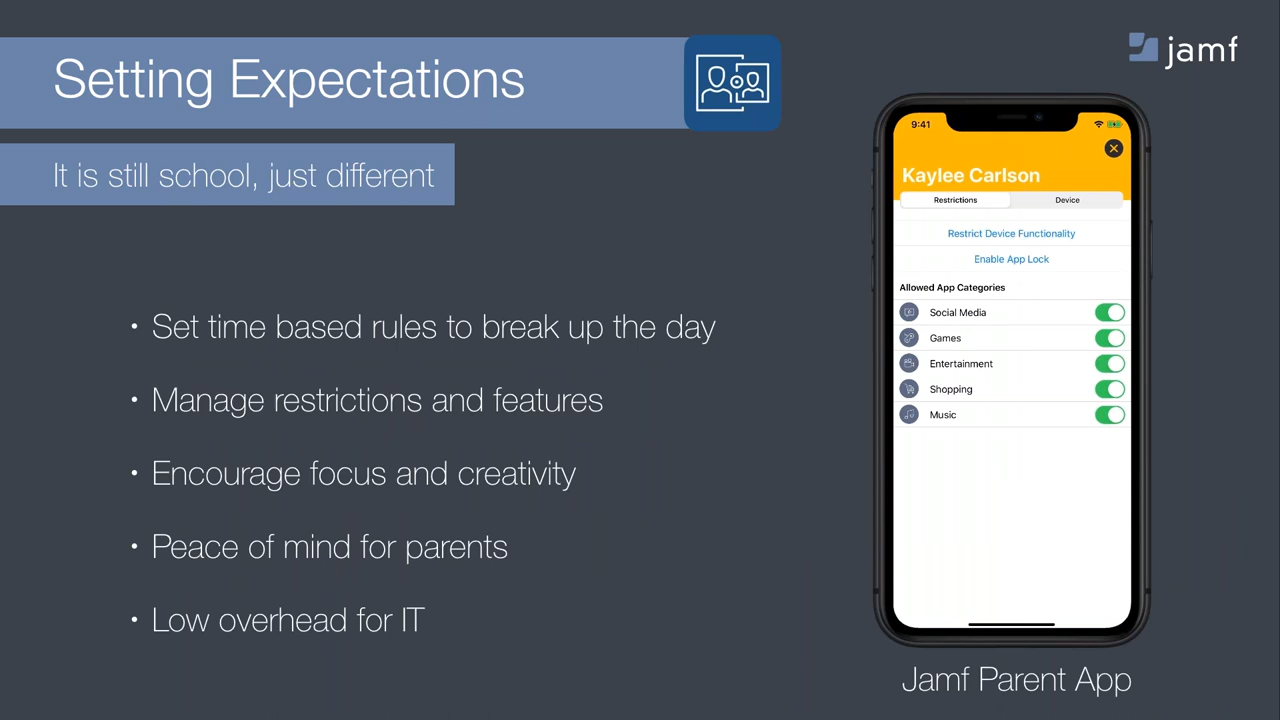 Setting Expectations
jamf
It is still school, just different
• Set time based rules to break up the day
• Manage restrictions and features
• Encourage focus and creativity
• Peace of mind for parents
• Low overhead for IT
9:41
Kaylee Carlson
Restrictions Device
Restrict Device Functionality
Enable App Lock
Allowed App Categories
Social Media
Games
Entertainment
Shopping
Music
Jamf Parent App